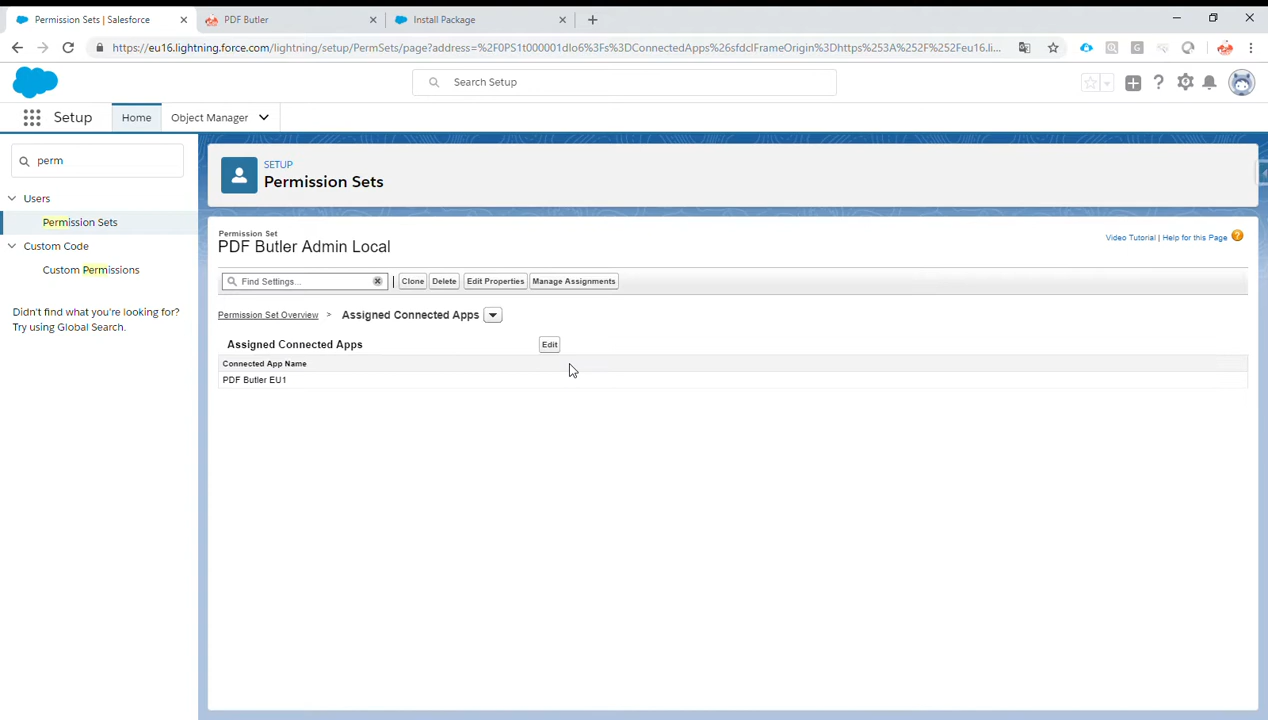 Permission Sets | Salesforce
PDF Butler
Install Package
https://eu16.lightning.force.com/lightning/setup/PermSets/page?address=%2F0PS1t000001dIo6%3Fs%3DConnectedApps%26sfdcIFrameOrigin%3Dhttps%253A%252F%252Feu16.li...
Search Setup
Setup
Home
Object Manager
perm
Users
Permission Sets
Custom Code
Custom Permissions
Didn't find what you're looking for?
Try using Global Search.
SETUP
Permission Sets
Permission Set
PDF Butler Admin Local
Video Tutorial | Help for this Page
Find Settings...
Clone
Delete
Edit Properties
Manage Assignments
Permission Set Overview > Assigned Connected Apps
Assigned Connected Apps
Edit
Connected App Name
PDF Butler EU1